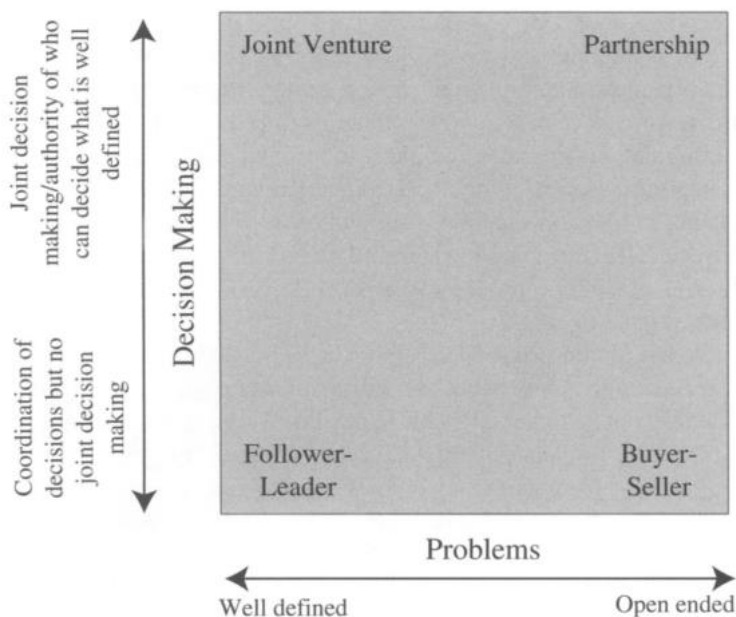 Joint decision
making/authority of who
can decide what is well
defined
Coordination of
decisions but no
joint decision
making
Decision Making
Joint Venture
Partnership
Follower-
Leader
Buyer-
Seller
Problems
Well defined
Open ended